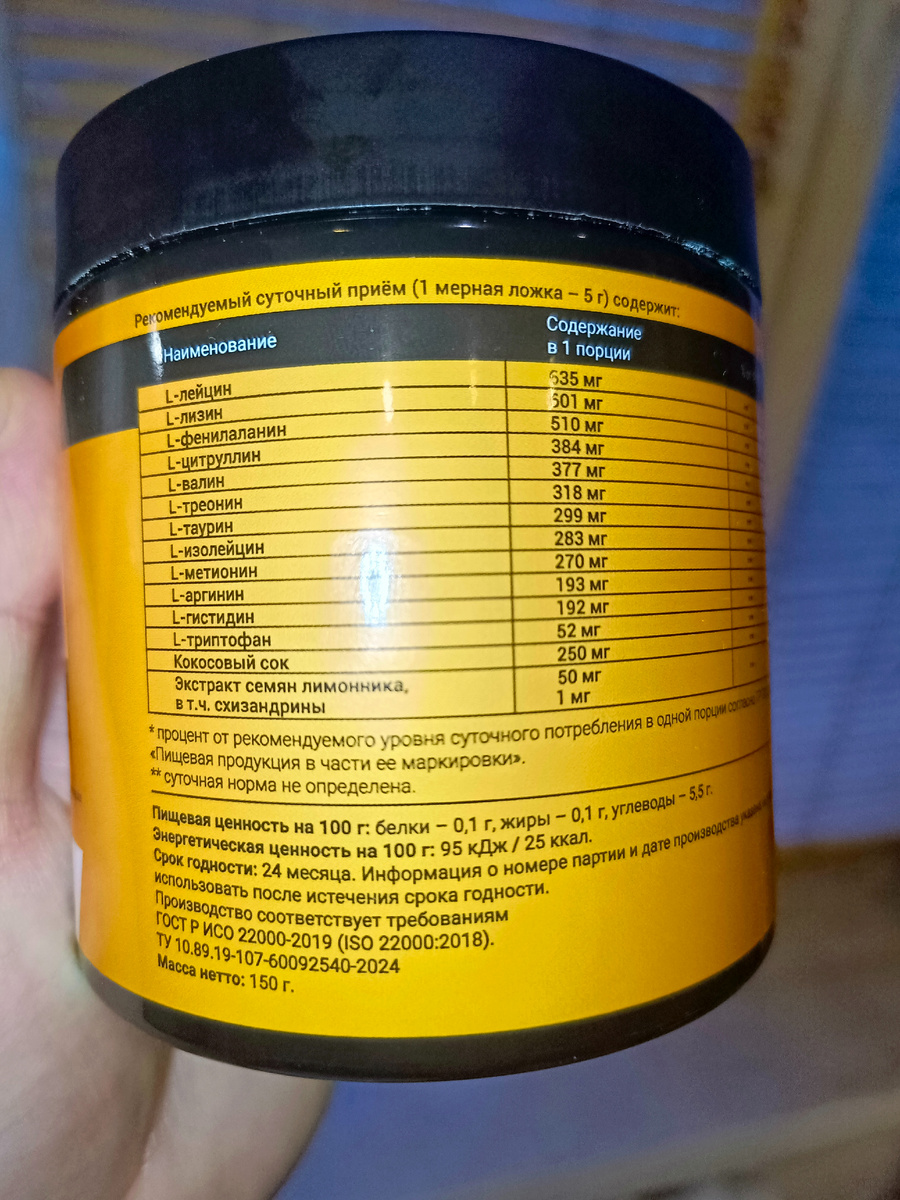 Рекомендуемый суточный приём (1 мерная ложка – 5 г) содержит:
Наименование Содержание в 1 порции
L-лейцин 635 мг
L-лизин 501 мг
L-фенилаланин 510 мг
L-цитруллин 384 мг
L-валин 377 мг
L-треонин 318 мг
L-таурин 299 мг
L-изолейцин 283 мг
L-метионин 270 мг
L-аргинин 193 мг
L-гистидин 192 мг
L-триптофан 52 мг
Кокосовый сок 250 мг
Экстракт семян лимонника, 50 мг
в т.ч. схизандрины 1 мг
* процент от рекомендуемого уровня суточного потребления в одной порции согласно
«Пищевая продукция в части ее маркировки».
** суточная норма не определена.
Пищевая ценность на 100 г: белки – 0,1 г, жиры – 0,1 г, углеводы – 5,5 г.
Энергетическая ценность на 100 г: 95 кДж / 25 ккал.
Срок годности: 24 месяца. Информация о номере партии и дате производства
использовать после истечения срока годности.
Производство соответствует требованиям
ГОСТ Р ИСО 22000-2019 (ISO 22000:2018).
ТУ 10.89.19-107-60092540-2024
Масса нетто: 150 г.